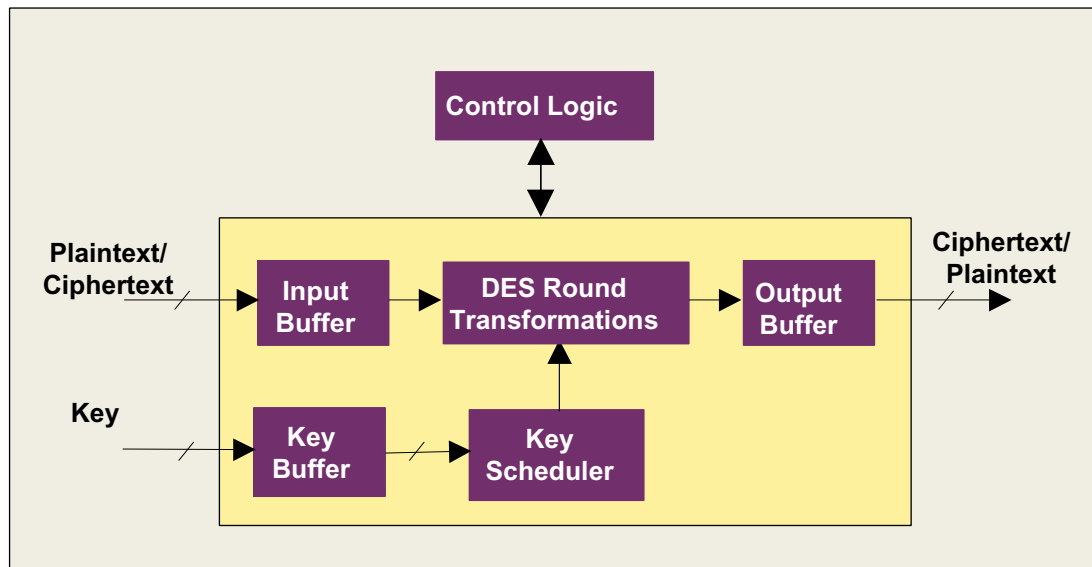 Control Logic
Plaintext/
Ciphertext
Ciphertext/
Plaintext
Input
Buffer
DES Round
Transformations
Output
Buffer
Key
Key
Buffer
Key
Scheduler